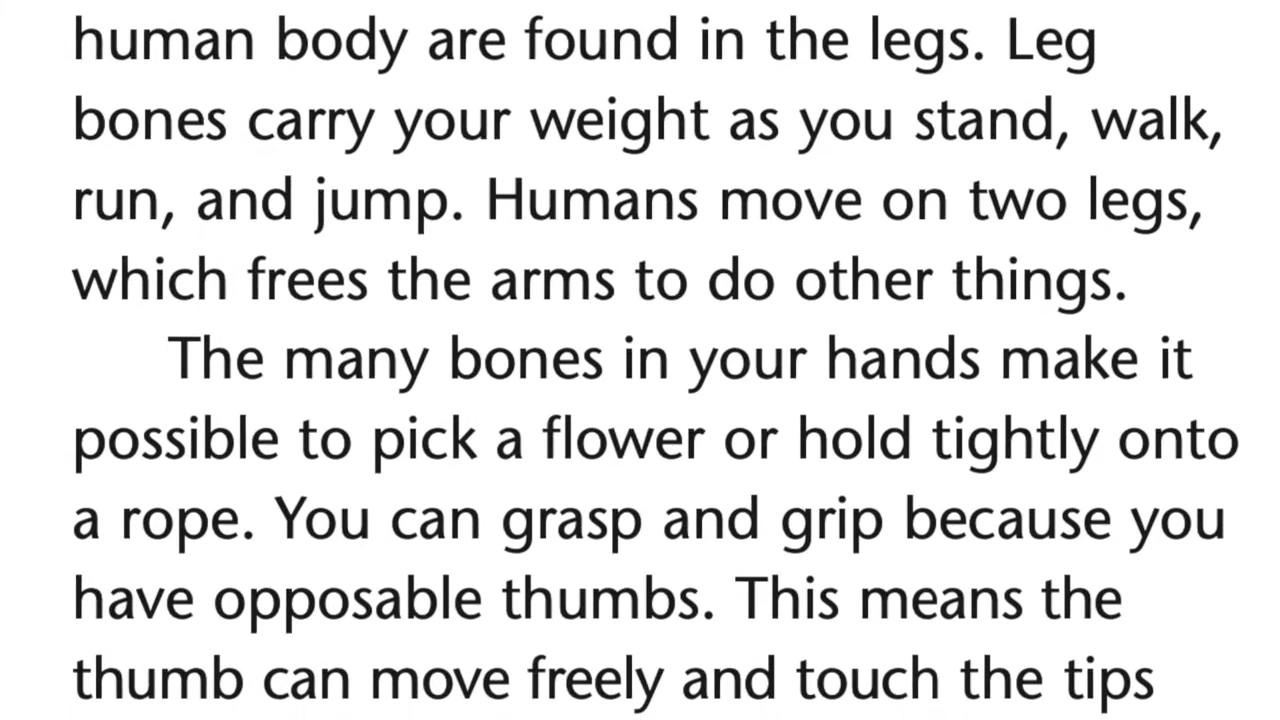 human body are found in the legs. Leg
bones carry your weight as you stand, walk,
run, and jump. Humans move on two legs,
which frees the arms to do other things.
The many bones in your hands make it
possible to pick a flower or hold tightly onto
a rope. You can grasp and grip because you
have opposable thumbs. This means the
thumb can move freely and touch the tips